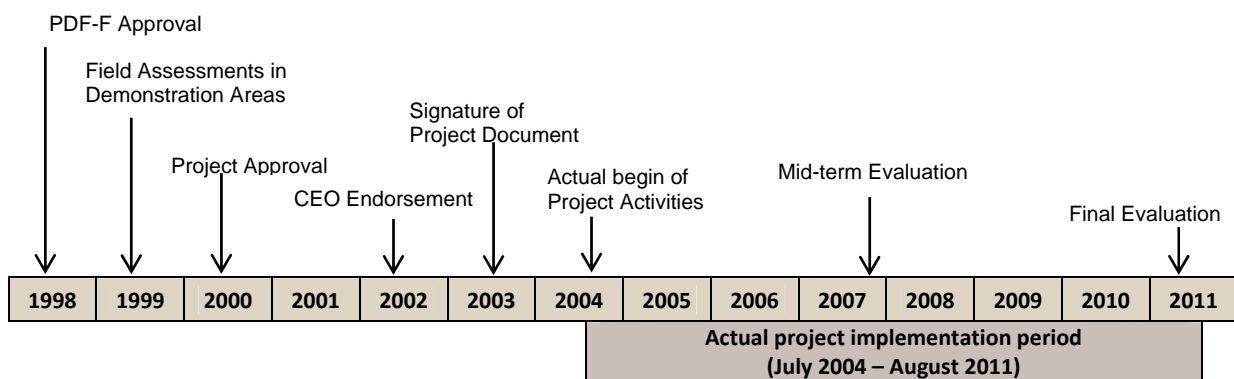 PDF-F Approval
Field Assessments in
Demonstration Areas
Project Approval
CEO Endorsement
Signature of
Project Document
Actual begin of
Project Activities
Mid-term Evaluation
Final Evaluation
1998 1999 2000 2001 2002 2003 2004 2005 2006 2007 2008 2009 2010 2011
Actual project implementation period
(July 2004 – August 2011)